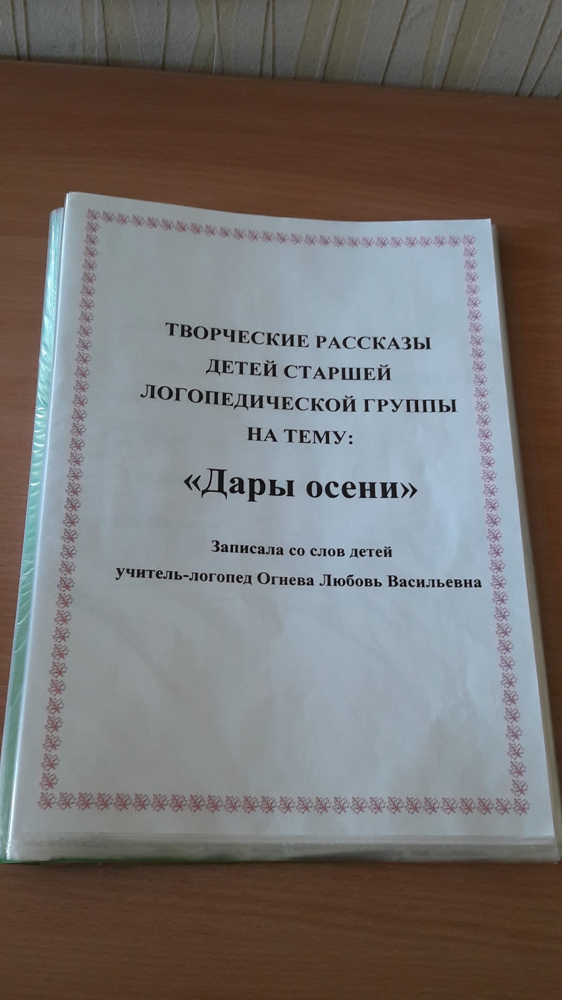 ТВОРЧЕСКИЕ РАССКАЗЫ
ДЕТЕЙ СТАРШЕЙ
ЛОГОПЕДИЧЕСКОЙ ГРУППЫ
НА ТЕМУ:
«Дары осени»
Записала со слов детей
учитель-логопед Огнева Любовь Васильевна